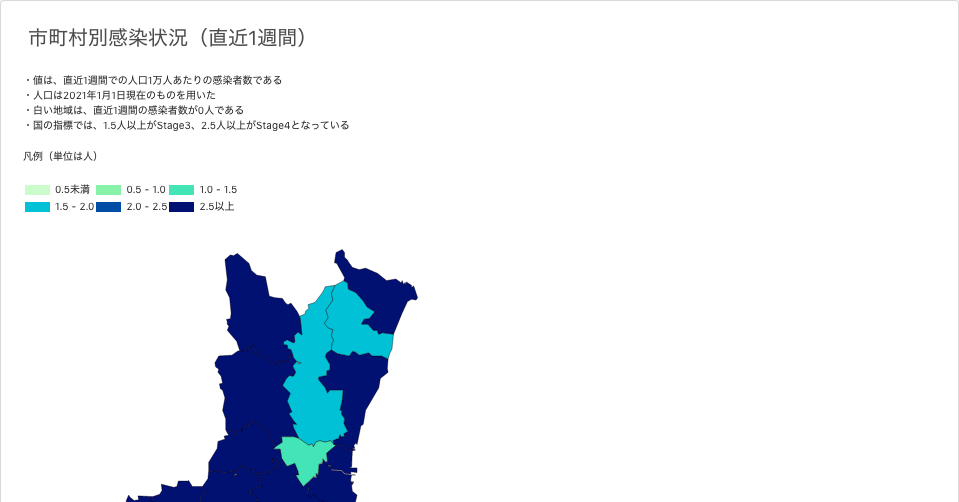 市町村別感染状況（直近1週間）
・値は、直近1週間での人口1万人あたりの感染者数である
・人口は2021年1月1日現在のものを用いた
・白い地域は、直近1週間の感染者数が0人である
・国の指標では、1.5人以上がStage3、2.5人以上がStage4となっている
凡例（単位は人）
0.5未満 0.5 - 1.0 1.0 - 1.5
1.5 - 2.0 2.0 - 2.5 2.5以上